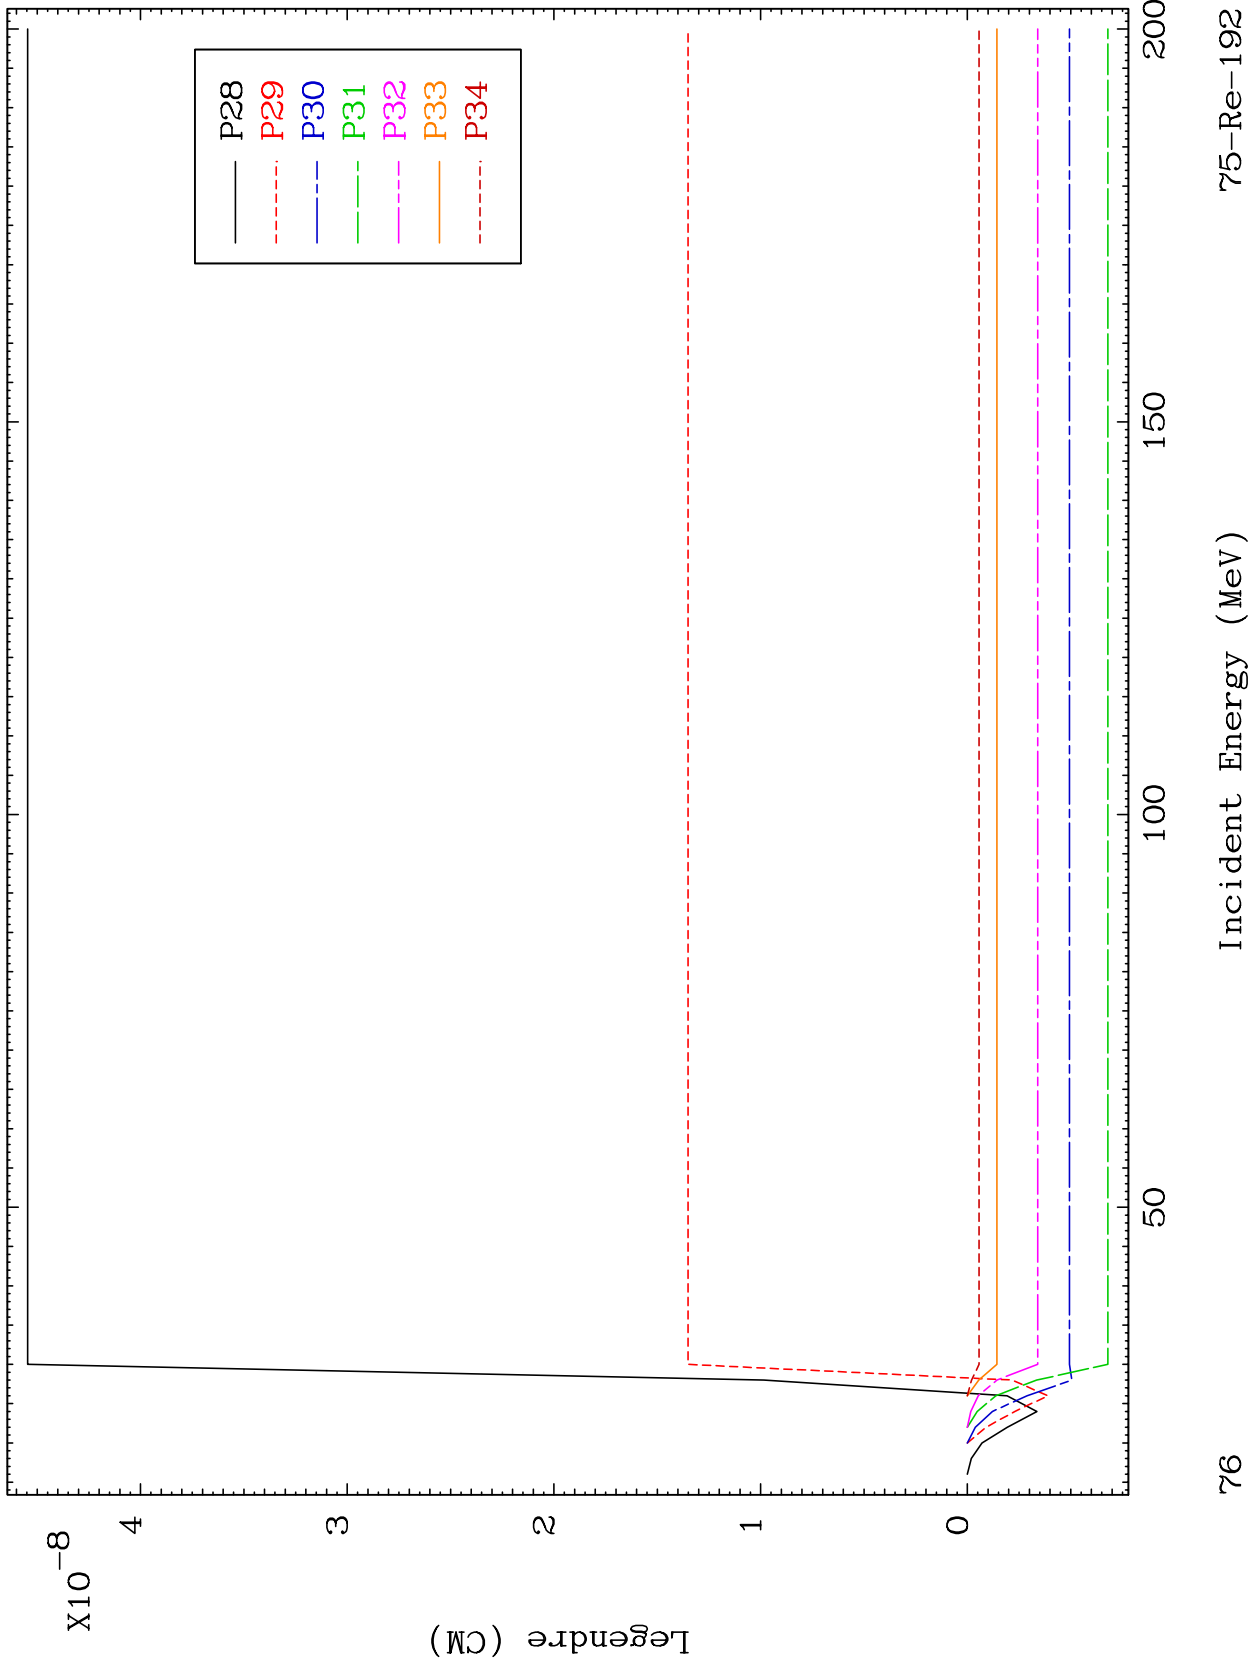 X10-8
4
3
2
1
0
Legendre (CM)
P28
P29
P30
P31
P32
P33
P34
50
100
150
200
Incident Energy (MeV)
76
75-Re-192